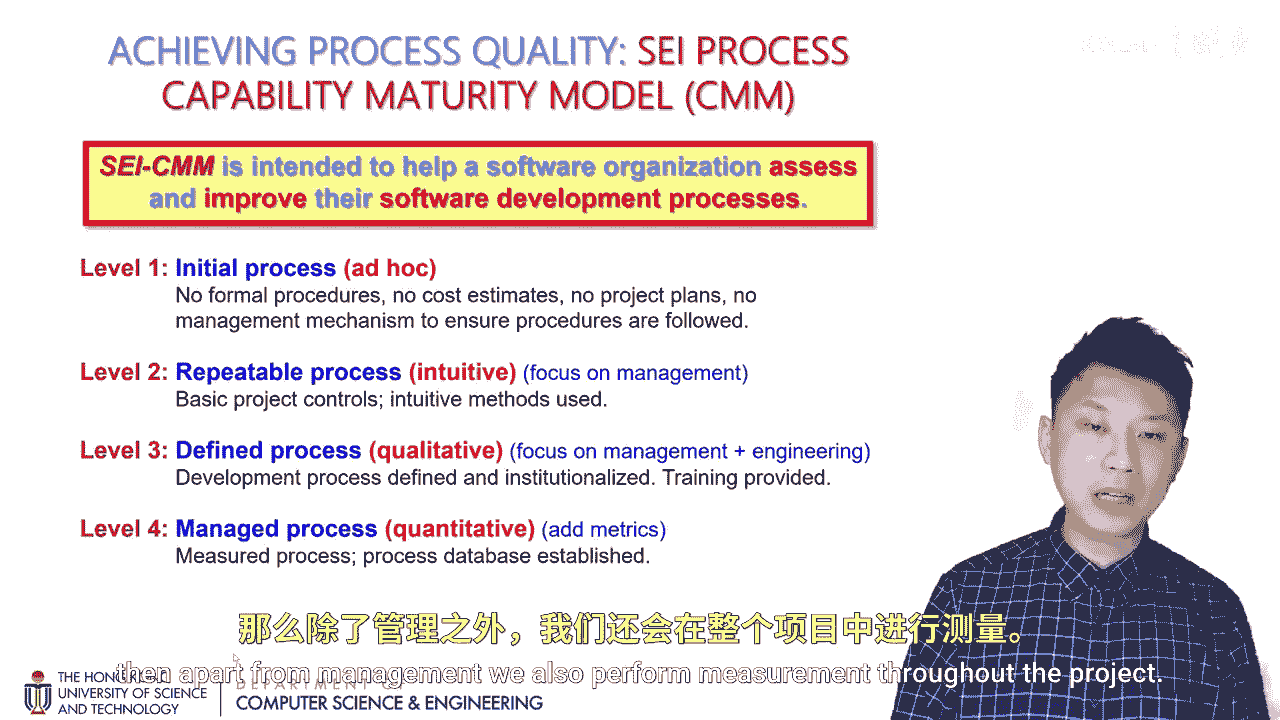 ACHIEVING PROCESS QUALITY: SEI PROCESS
CAPABILITY MATURITY MODEL (CMM)
SEI-CMM is intended to help a software organization assess
and improve their software development processes.
Level 1: Initial process (ad hoc)
No formal procedures, no cost estimates, no project plans, no
management mechanism to ensure procedures are followed.
Level 2: Repeatable process (intuitive) (focus on management)
Basic project controls; intuitive methods used.
Level 3: Defined process (qualitative) (focus on management + engineering)
Development process defined and institutionalized. Training provided.
Level 4: Managed process (quantitative) (add metrics)
Measured process; process database established.
那么除了管理之外，我们还会在整个项目中进行测量。
then apart from management we also perform measurement throughout the project.
THE HONG KONG
UNIVERSITY OF SCIENCE
AND TECHNOLOGY
DEPARTMENT OF
COMPUTER SCIENCE & ENGINEERING